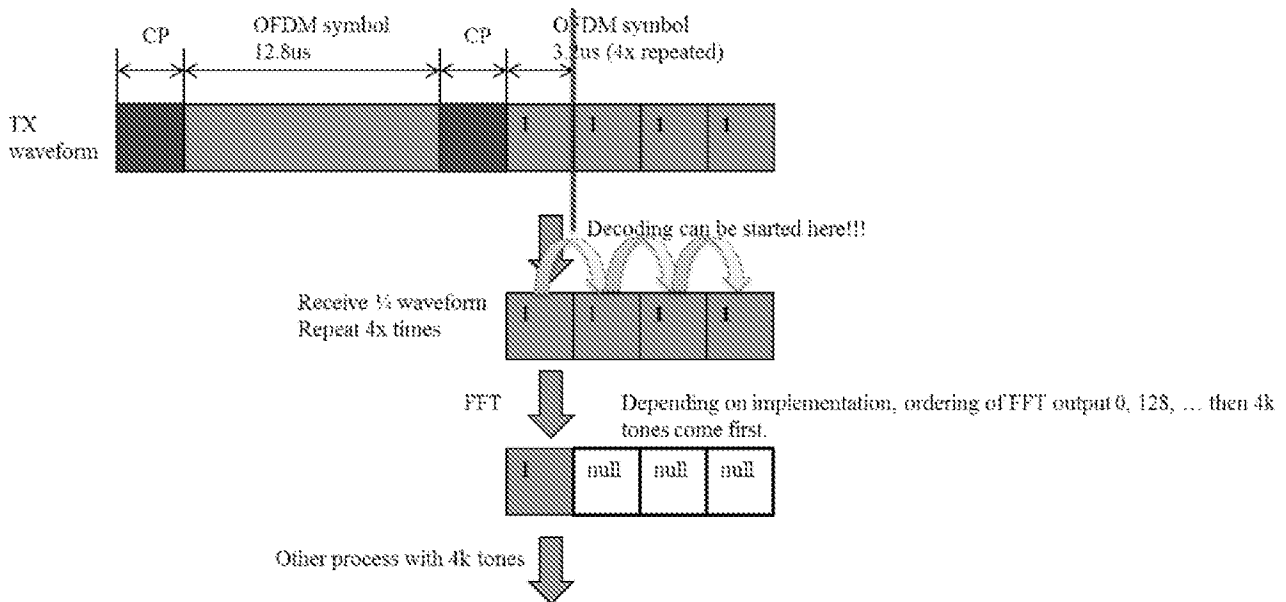 CP
OFDM symbol
12.8us
CP
OFDM symbol
3.2us (4x repeated)
TX
waveform
1 1 1 1
Decoding can be started here!!!
Receive ¼ waveform
Repeat 4x times
1 1 1 1
FFT
Depending on implementation, ordering of FFT output 0, 128, … then 4k
tones come first.
1 null null null
Other process with 4k tones